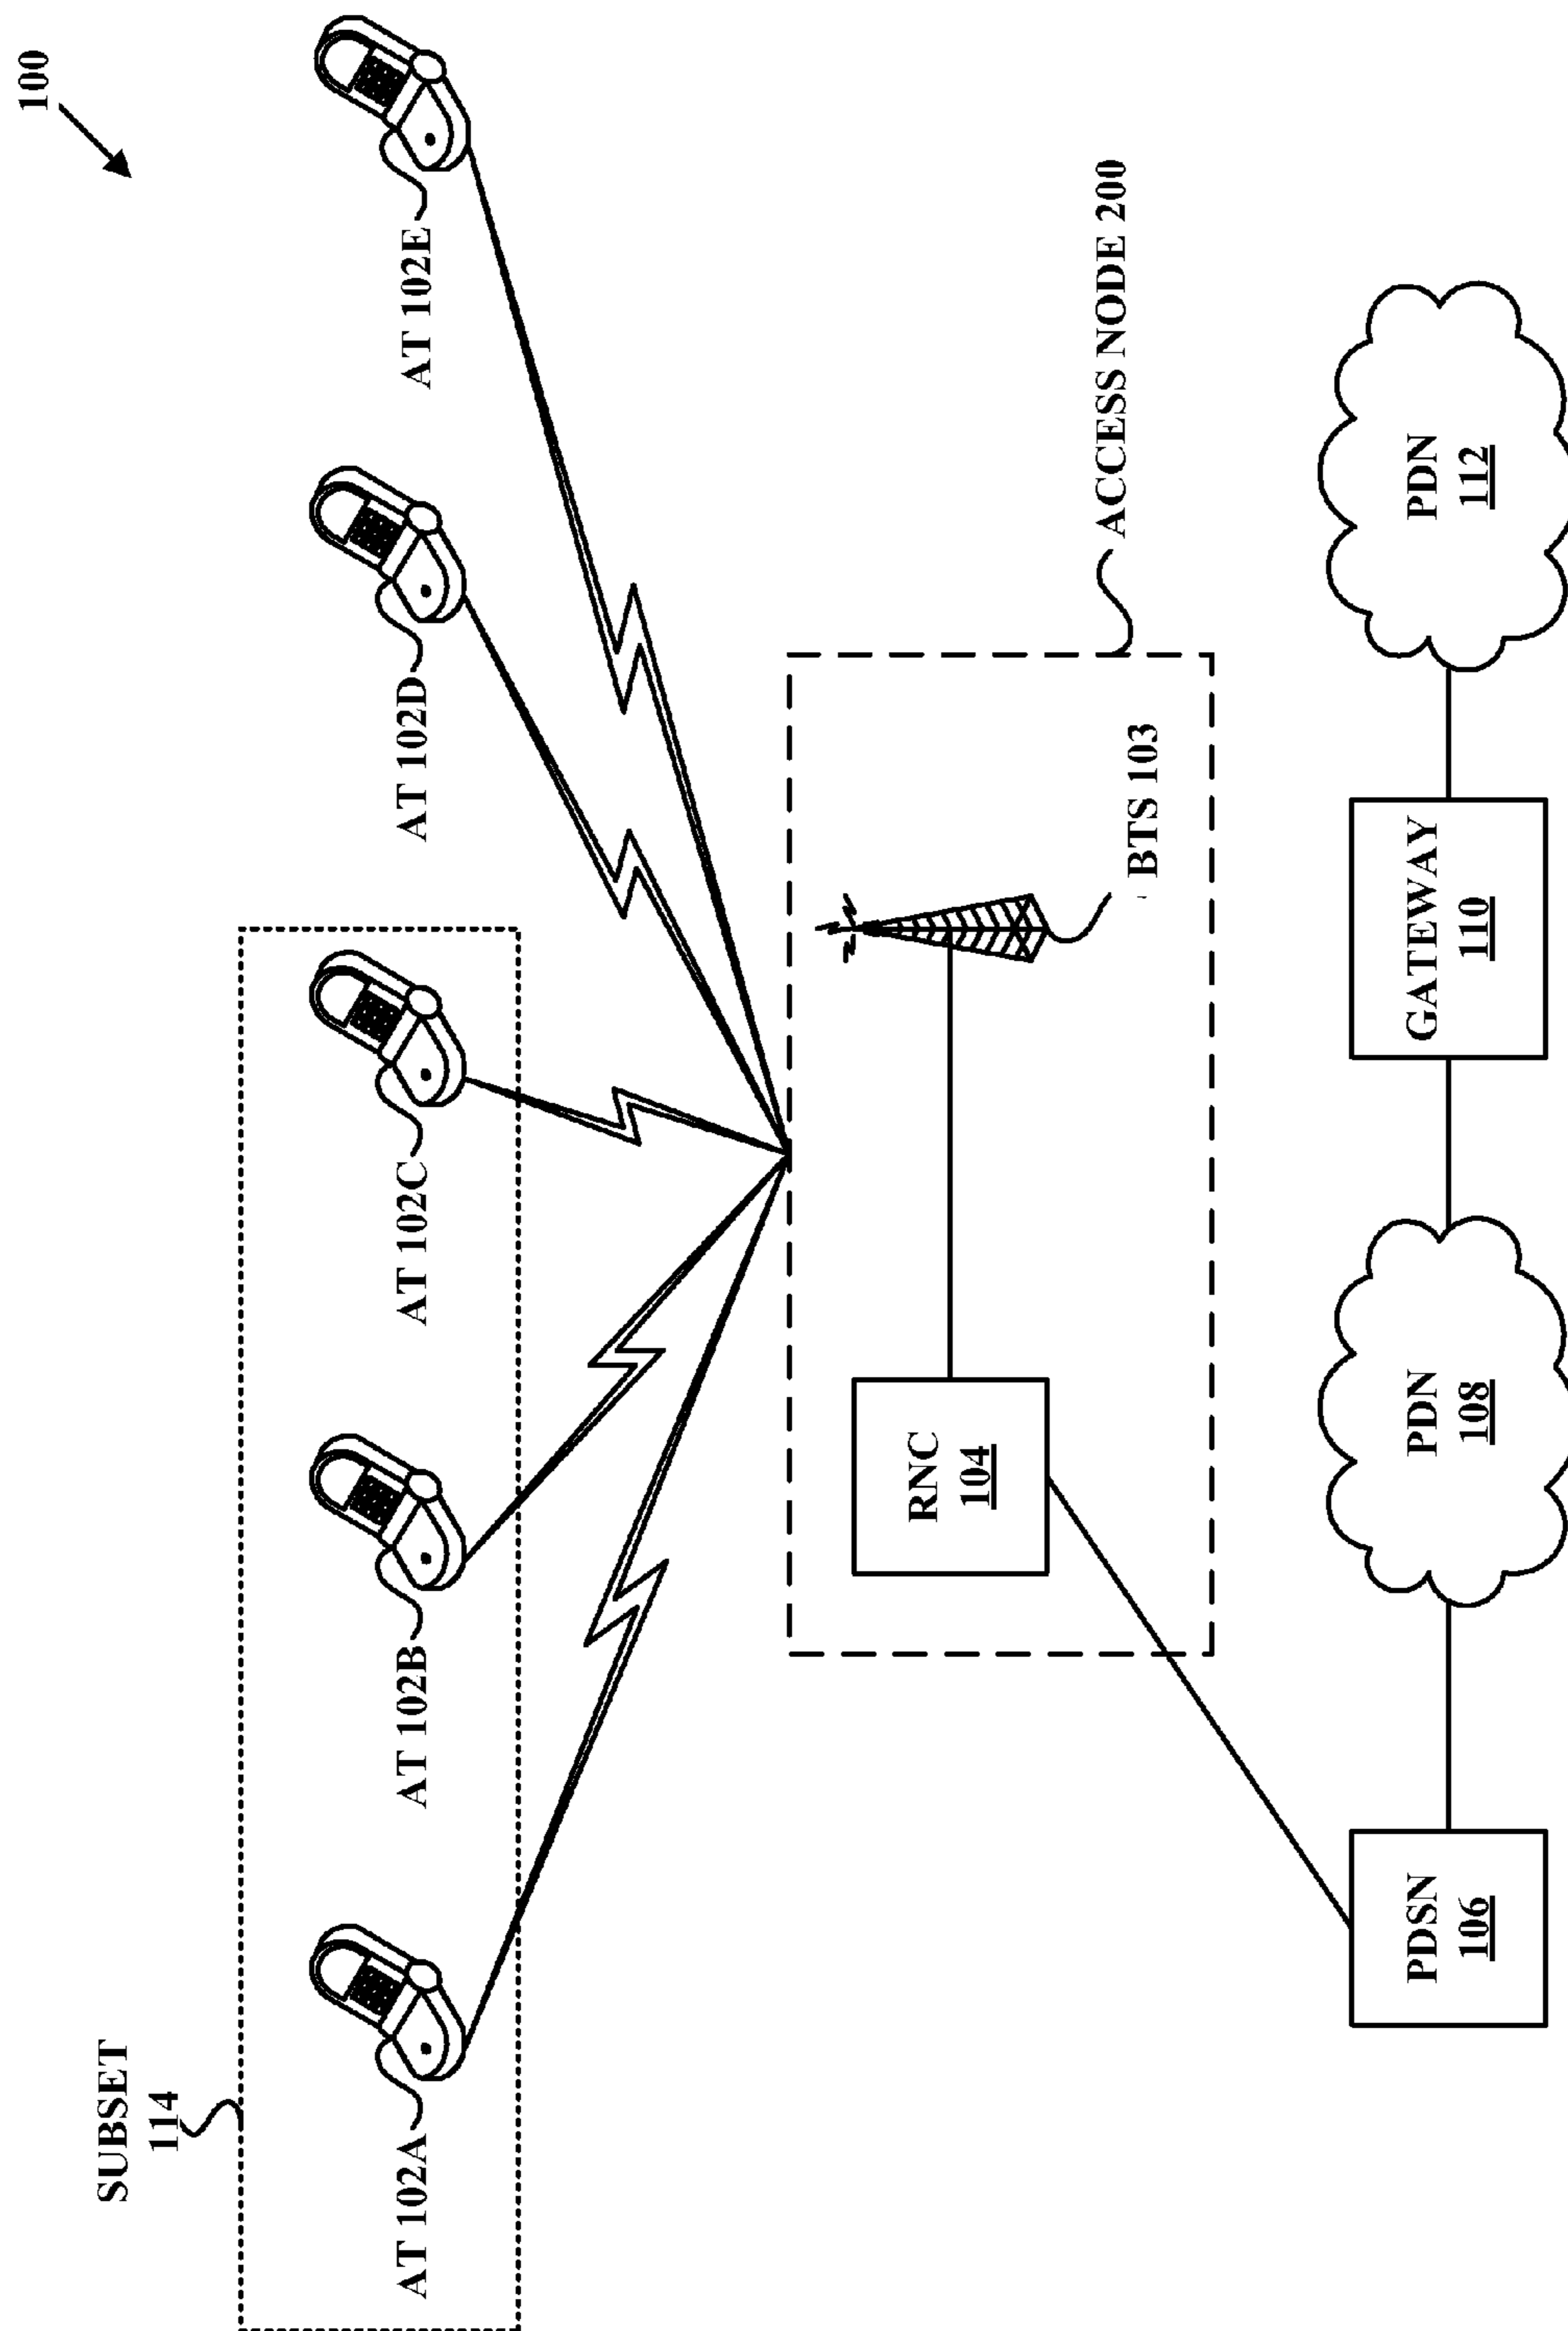 100
SUBSET
114
AT 102A
AT 102B
AT 102C
AT 102D
AT 102E
ACCESS NODE 200
RNC
104
BTS 103
PDSN
106
PDN
108
GATEWAY
110
PDN
112